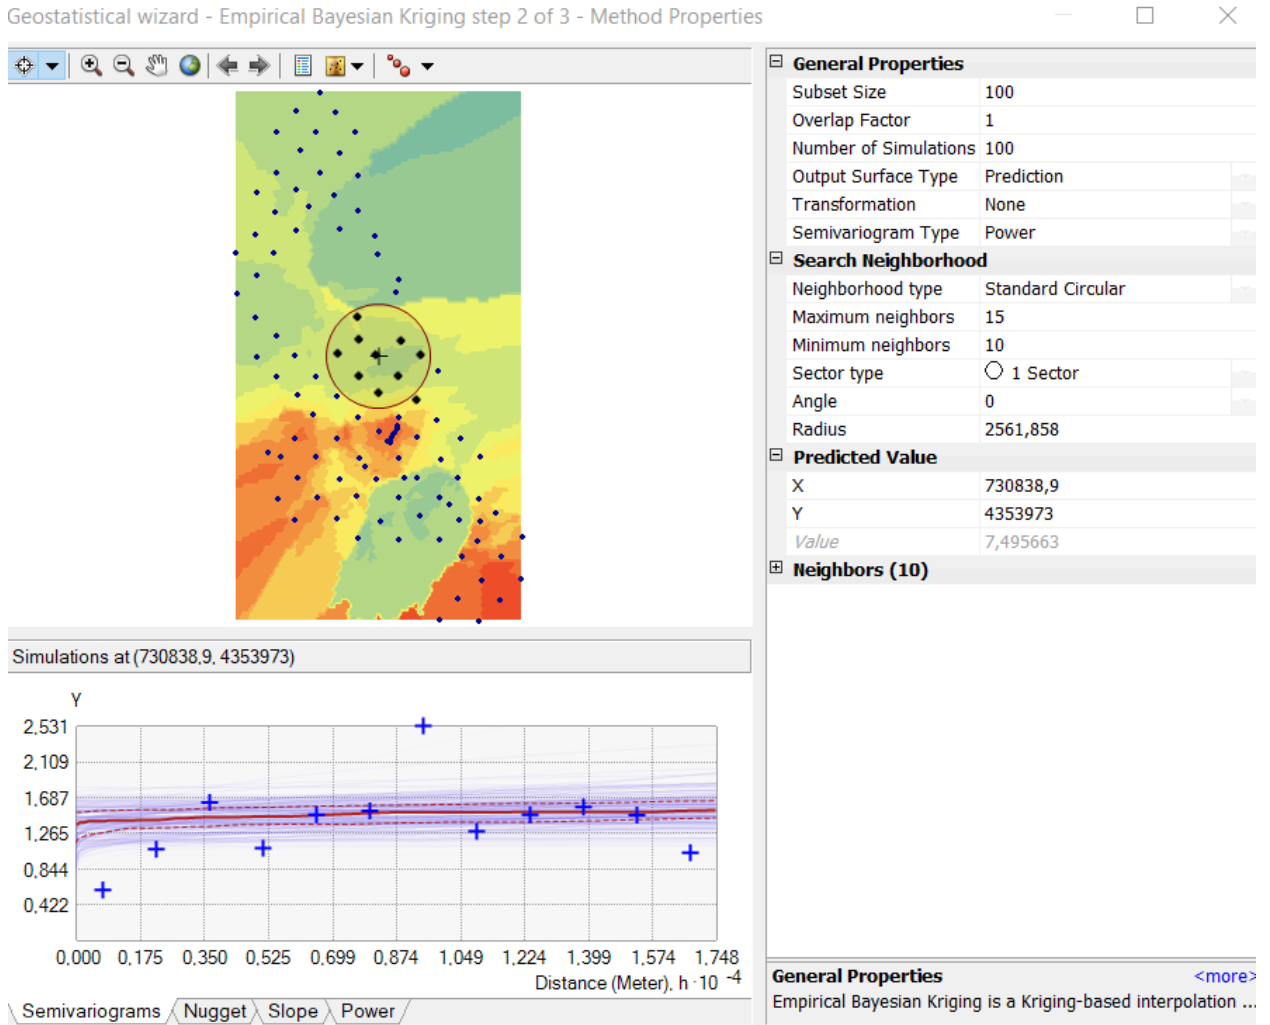 Geostatistical wizard - Empirical Bayesian Kriging step 2 of 3 - Method Properties
General Properties
Subset Size 100
Overlap Factor 1
Number of Simulations 100
Output Surface Type Prediction
Transformation None
Semivariogram Type Power
Search Neighborhood
Neighborhood type Standard Circular
Maximum neighbors 15
Minimum neighbors 10
Sector type 1 Sector
Angle 0
Radius 2561,858
Predicted Value
X 730838,9
Y 4353973
Value 7,495663
Neighbors (10)
Simulations at (730838,9, 4353973)
Y
2,531
2,109
1,687
1,265
0,844
0,422
0,000 0,175 0,350 0,525 0,699 0,874 1,049 1,224 1,399 1,574 1,748
Distance (Meter), h · 10 -4
Semivariograms Nugget Slope Power
General Properties <more>
Empirical Bayesian Kriging is a Kriging-based interpolation ...